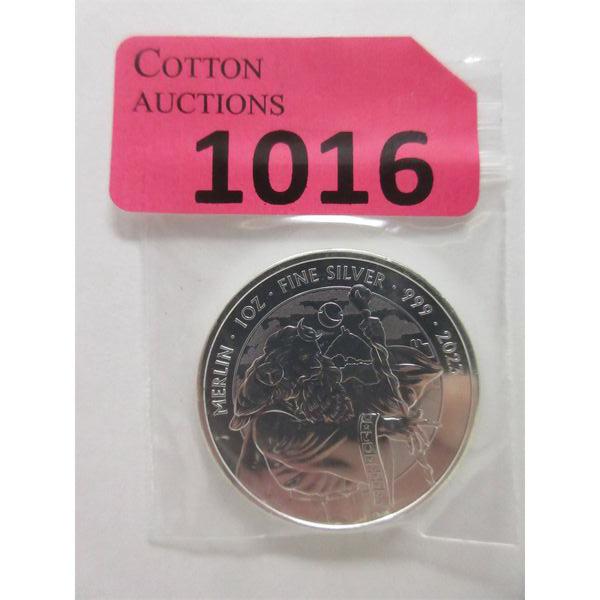 COTTON
AUCTIONS
1016
MERLIN · 1OZ · FINE SILVER · 999 · 2023